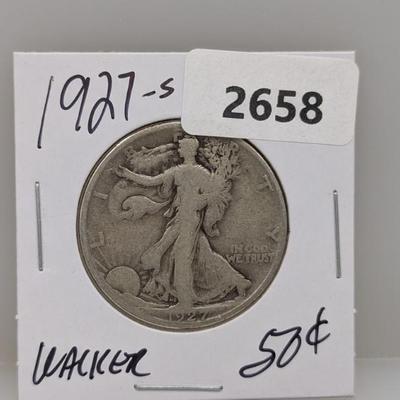 1927-s
2658
LIBERTY
IN GOD
WE TRUST
1927
WALKER
50¢